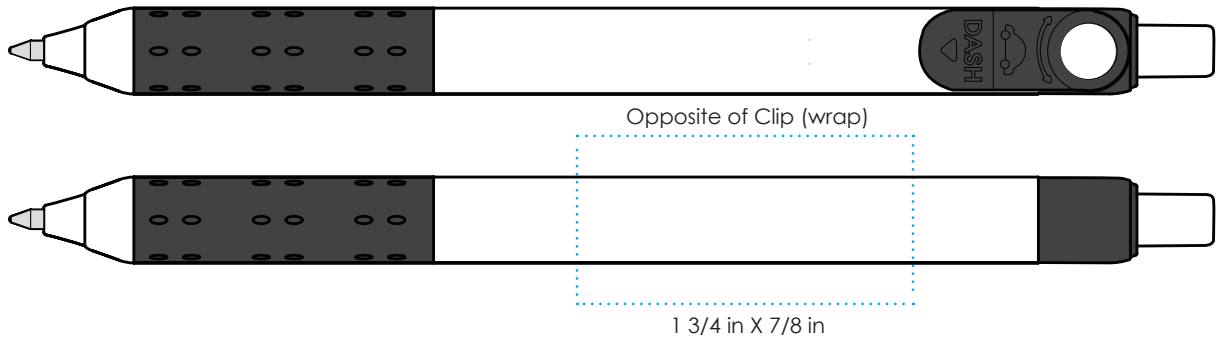 DASH
Opposite of Clip (wrap)
1 3/4 in X 7/8 in